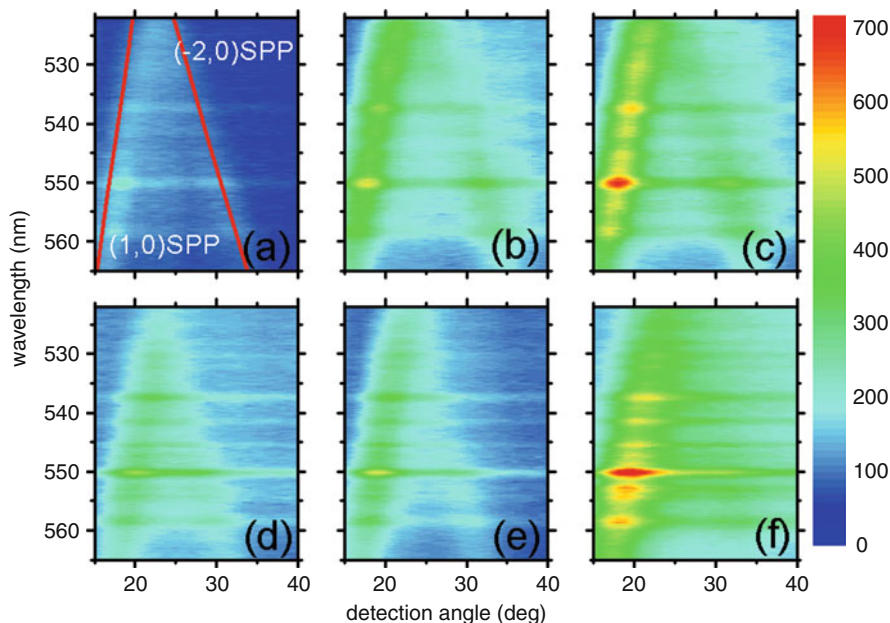 (-2,0)SPP
(1,0)SPP
(a)
(b)
(c)
530
540
550
560
700
600
500
400
300
200
100
0
wavelength (nm)
(d)
(e)
(f)
530
540
550
560
20 30 40
20 30 40
20 30 40
detection angle (deg)